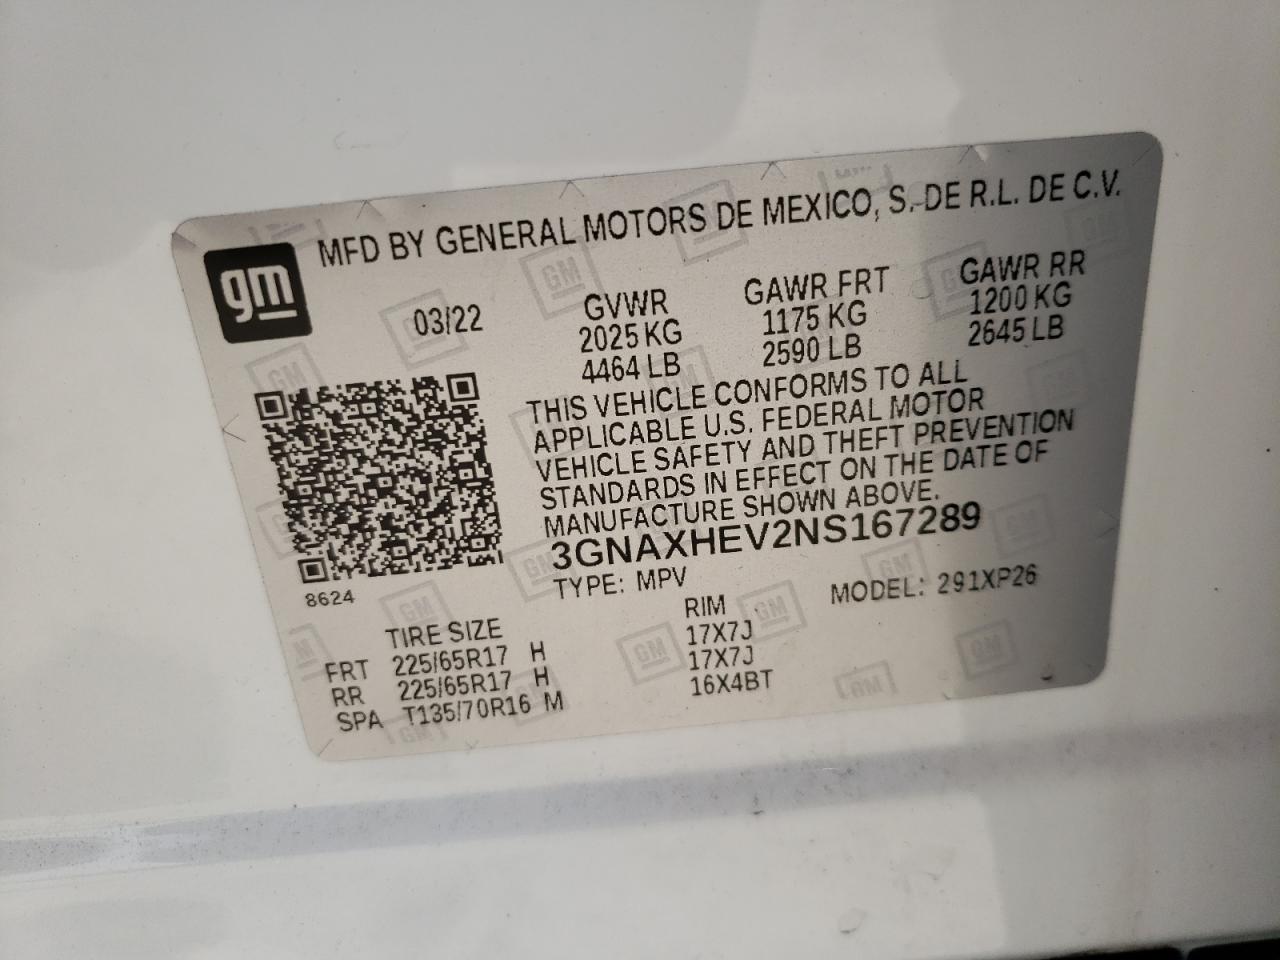 gm
MFD BY GENERAL MOTORS DE MEXICO, S. DE R.L. DE C.V.
03/22 GVWR GAWR FRT GAWR RR
2025 KG 1175 KG 1200 KG
4464 LB 2590 LB 2645 LB
THIS VEHICLE CONFORMS TO ALL
APPLICABLE U.S. FEDERAL MOTOR
VEHICLE SAFETY AND THEFT PREVENTION
STANDARDS IN EFFECT ON THE DATE OF
MANUFACTURE SHOWN ABOVE.
3GNAXHEV2NS167289
TYPE: MPV MODEL: 291XP26
8624
TIRE SIZE RIM
FRT 225/65R17 H 17X7J
RR 225/65R17 H 17X7J
SPA T135/70R16 M 16X4BT